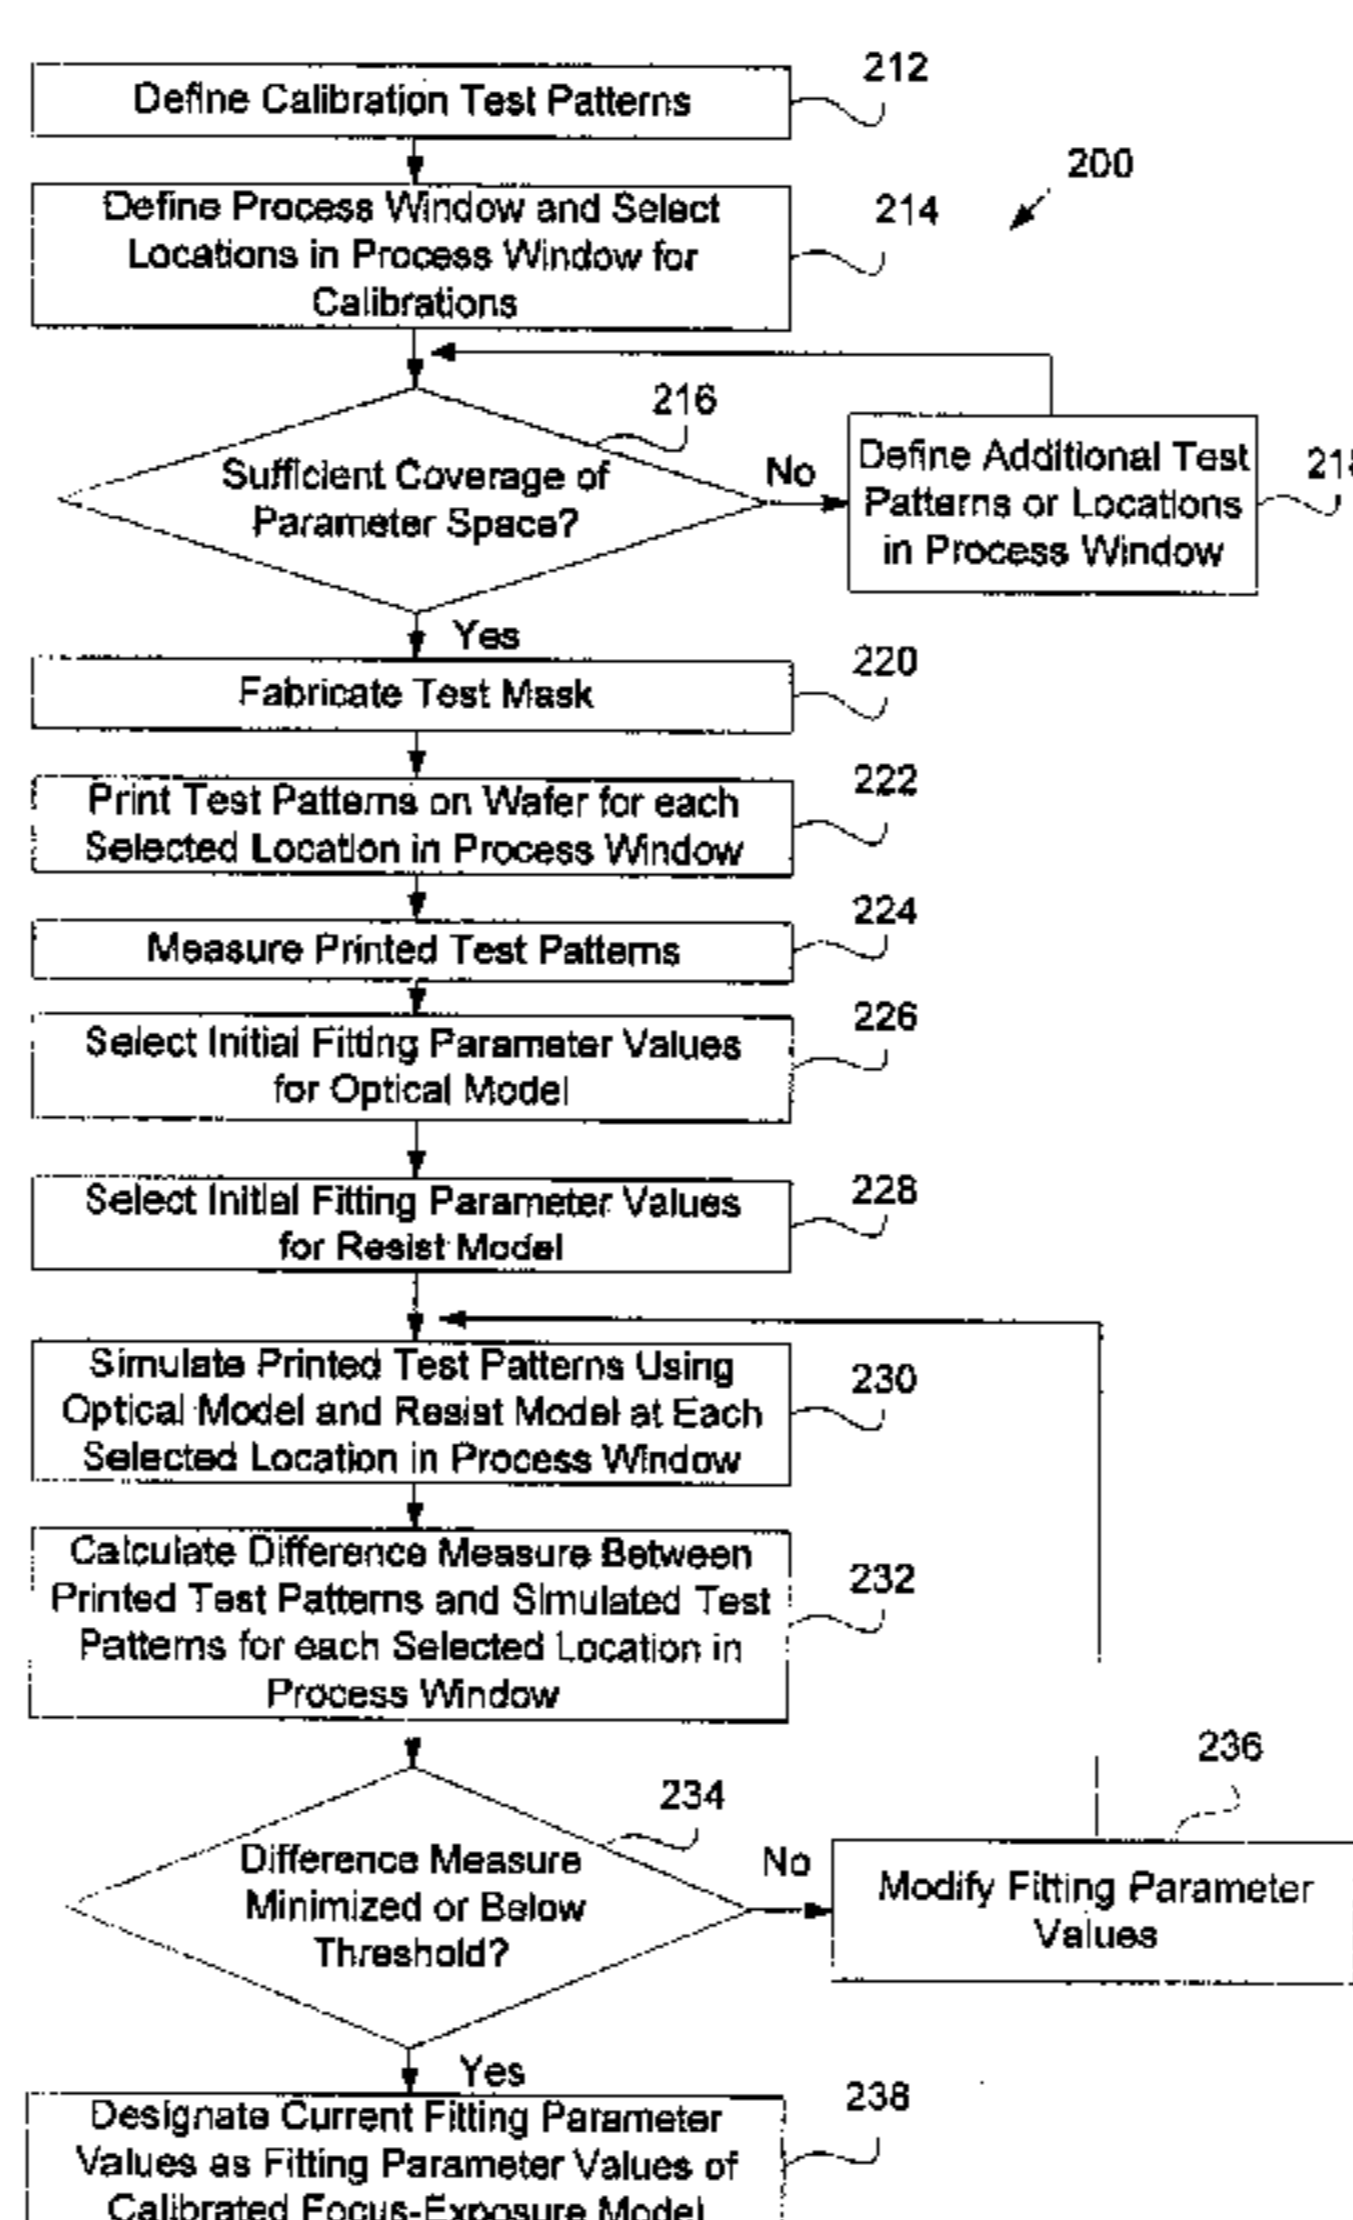 212
Define Calibration Test Patterns
200
214
Define Process Window and Select
Locations in Process Window for
Calibrations
216
Sufficient Coverage of
Parameter Space?
No
Define Additional Test
Patterns or Locations
in Process Window
Yes
220
Fabricate Test Mask
222
Print Test Patterns on Wafer for each
Selected Location in Process Window
224
Measure Printed Test Patterns
226
Select Initial Fitting Parameter Values
for Optical Model
228
Select Initial Fitting Parameter Values
for Resist Model
230
Simulate Printed Test Patterns Using
Optical Model and Resist Model at Each
Selected Location in Process Window
232
Calculate Difference Measure Between
Printed Test Patterns and Simulated Test
Patterns for each Selected Location in
Process Window
234
Difference Measure
Minimized or Below
Threshold?
No
236
Modify Fitting Parameter
Values
Yes
238
Designate Current Fitting Parameter
Values as Fitting Parameter Values of
Calibrated Focus-Exposure Model